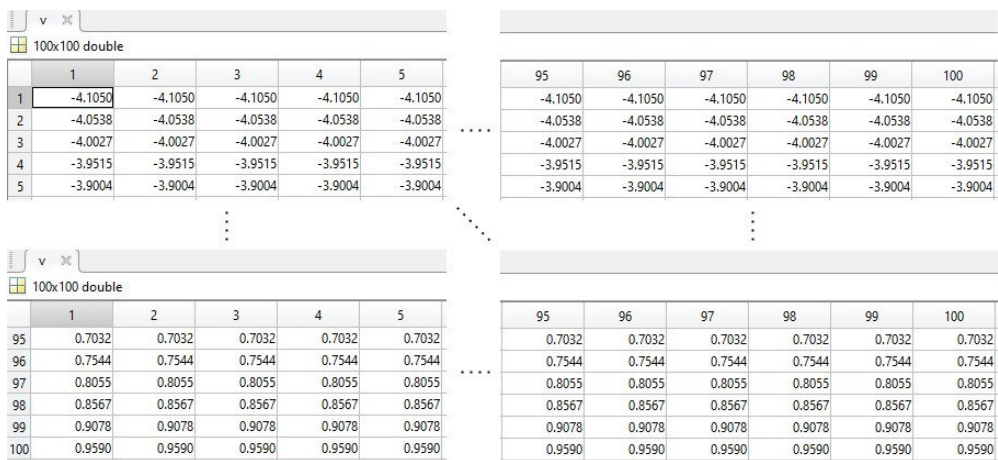 v
100x100 double
1 2 3 4 5 95 96 97 98 99 100
1 -4.1050 -4.1050 -4.1050 -4.1050 -4.1050 -4.1050 -4.1050 -4.1050 -4.1050 -4.1050 -4.1050
2 -4.0538 -4.0538 -4.0538 -4.0538 -4.0538 .... -4.0538 -4.0538 -4.0538 -4.0538 -4.0538 -4.0538
3 -4.0027 -4.0027 -4.0027 -4.0027 -4.0027 -4.0027 -4.0027 -4.0027 -4.0027 -4.0027 -4.0027
4 -3.9515 -3.9515 -3.9515 -3.9515 -3.9515 -3.9515 -3.9515 -3.9515 -3.9515 -3.9515 -3.9515
5 -3.9004 -3.9004 -3.9004 -3.9004 -3.9004 -3.9004 -3.9004 -3.9004 -3.9004 -3.9004 -3.9004
v
100x100 double
1 2 3 4 5 95 96 97 98 99 100
95 0.7032 0.7032 0.7032 0.7032 0.7032 0.7032 0.7032 0.7032 0.7032 0.7032 0.7032
96 0.7544 0.7544 0.7544 0.7544 0.7544 .... 0.7544 0.7544 0.7544 0.7544 0.7544 0.7544
97 0.8055 0.8055 0.8055 0.8055 0.8055 0.8055 0.8055 0.8055 0.8055 0.8055 0.8055
98 0.8567 0.8567 0.8567 0.8567 0.8567 0.8567 0.8567 0.8567 0.8567 0.8567 0.8567
99 0.9078 0.9078 0.9078 0.9078 0.9078 0.9078 0.9078 0.9078 0.9078 0.9078 0.9078
100 0.9590 0.9590 0.9590 0.9590 0.9590 0.9590 0.9590 0.9590 0.9590 0.9590 0.9590